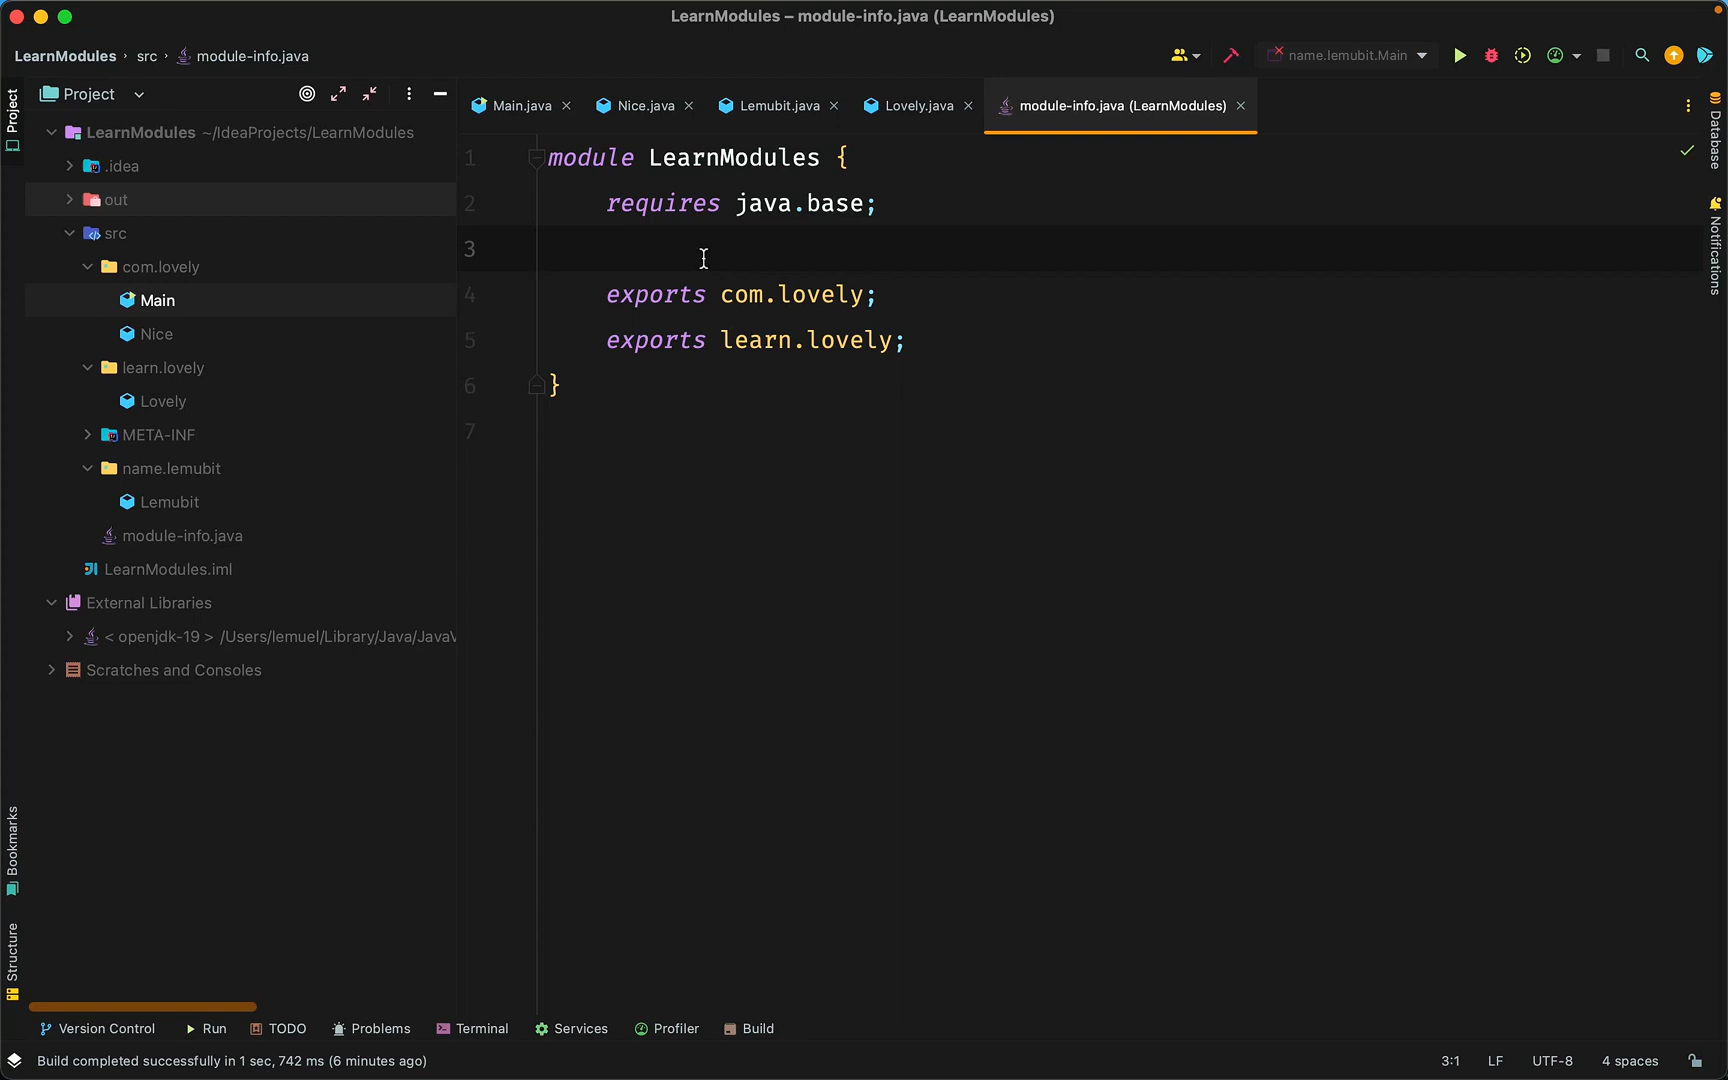 LearnModules – module-info.java (LearnModules)
LearnModules › src › module-info.java
name.lemubit.Main
Project
Project
Main.java
Nice.java
Lemubit.java
Lovely.java
module-info.java (LearnModules)
LearnModules ~/IdeaProjects/LearnModules
.idea
out
src
com.lovely
Main
Nice
learn.lovely
Lovely
META-INF
name.lemubit
Lemubit
module-info.java
LearnModules.iml
External Libraries
< openjdk-19 > /Users/lemuel/Library/Java/JavaV
Scratches and Consoles
1 module LearnModules {
2 requires java.base;
3
4 exports com.lovely;
5 exports learn.lovely;
6 }
7
Database
Notifications
Bookmarks
Structure
Version Control
Run
TODO
Problems
Terminal
Services
Profiler
Build
Build completed successfully in 1 sec, 742 ms (6 minutes ago)
3:1
LF
UTF-8
4 spaces